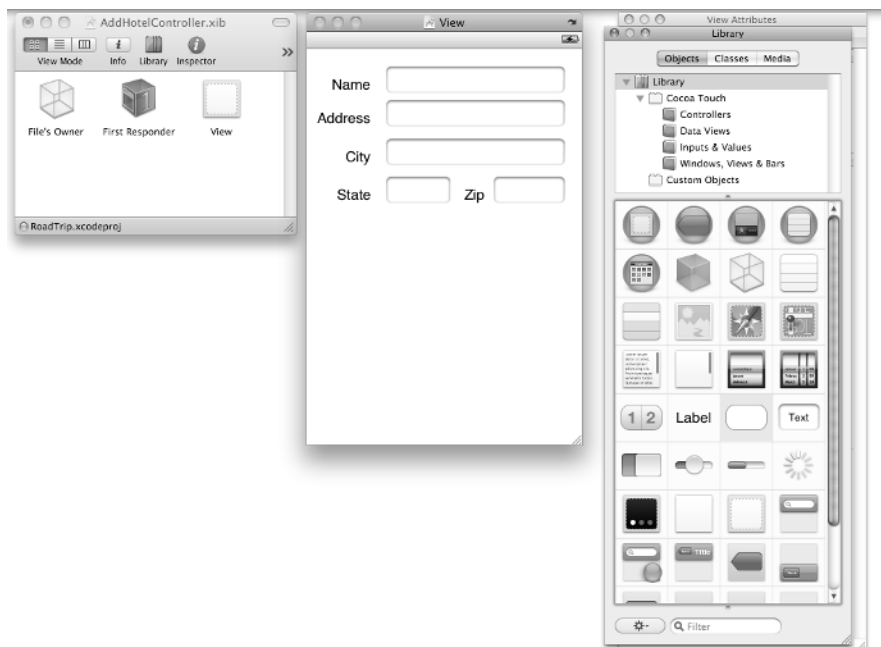 AddHotelController.xib
View Mode Info Library Inspector
File's Owner First Responder View
RoadTrip.xcodeproj
View
Name
Address
City
State Zip
View Attributes
Library
Objects Classes Media
Library
Cocoa Touch
Controllers
Data Views
Inputs & Values
Windows, Views & Bars
Custom Objects
1 2 Label Text
Title
Filter